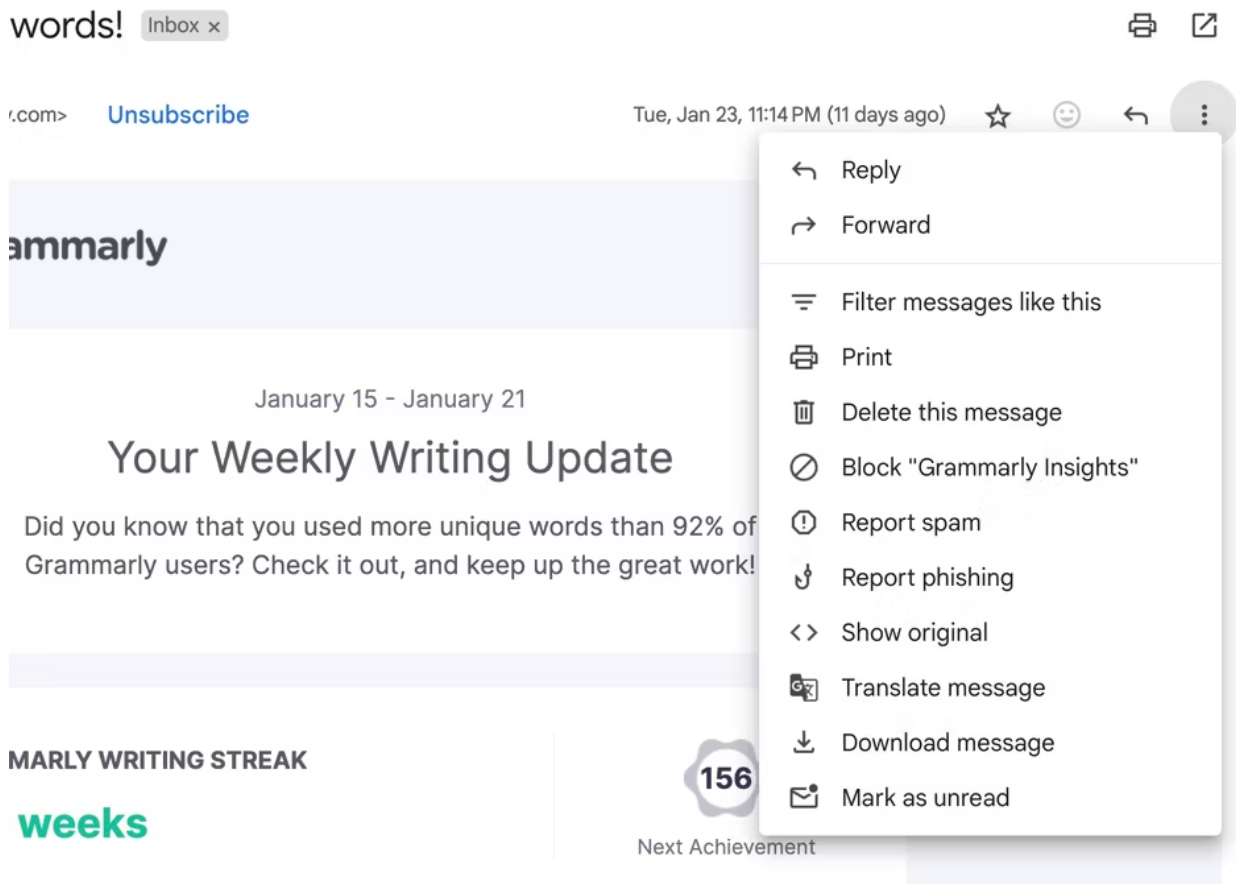 words! Inbox ×
.com> Unsubscribe Tue, Jan 23, 11:14 PM (11 days ago)
Reply
Forward
ammarly
Filter messages like this
Print
January 15 - January 21
Delete this message
Your Weekly Writing Update
Block "Grammarly Insights"
Did you know that you used more unique words than 92% of
Grammarly users? Check it out, and keep up the great work!
Report spam
Report phishing
Show original
Translate message
Download message
Mark as unread
MARLY WRITING STREAK
weeks
156
Next Achievement